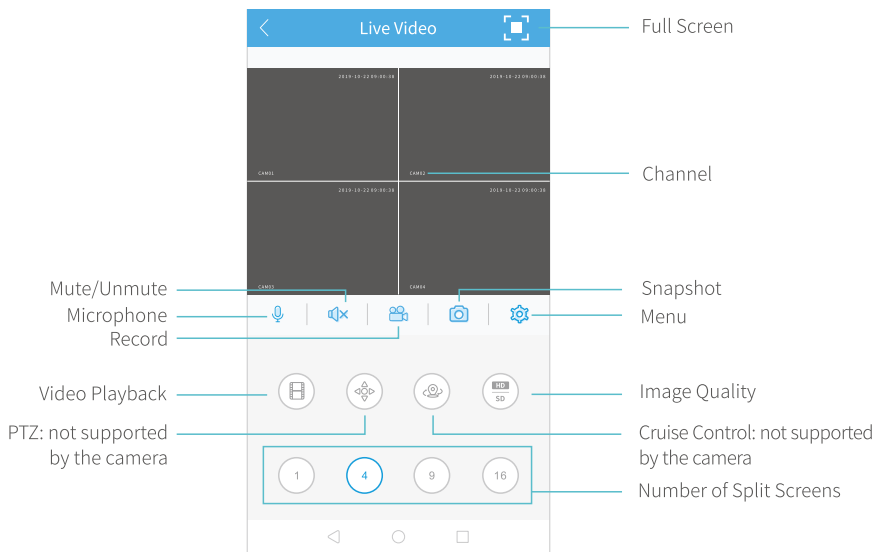 Live Video
Full Screen
2019-10-22 09:00:38
2019-10-22 09:00:38
CAM01
CAM02
Channel
2019-10-22 09:00:38
2019-10-22 09:00:38
CAM03
CAM04
Mute/Unmute
Snapshot
Microphone
Menu
Record
Video Playback
HD
SD
Image Quality
PTZ: not supported
by the camera
Cruise Control: not supported
by the camera
1
4
9
16
Number of Split Screens